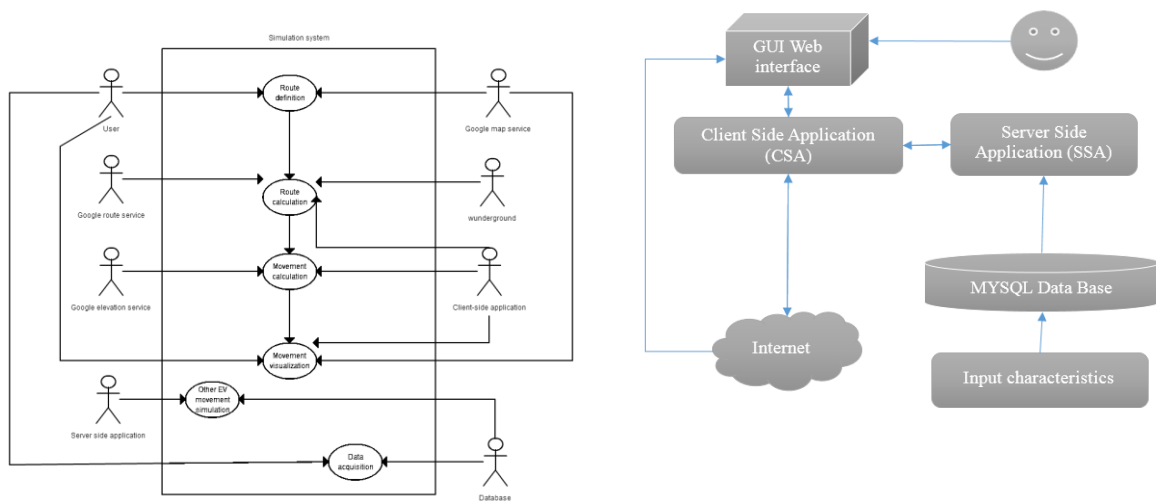 Simulation system
Route
definition
User
Google map service
Route
calculation
Google route service
wunderground
Movement
calculation
Google elevation service
Client-side application
Movement
visualization
Other EV
movement
simulation
Server side application
Data
acquisition
Database
GUI Web
interface
Client Side Application
(CSA)
Server Side
Application (SSA)
MYSQL Data Base
Internet
Input characteristics